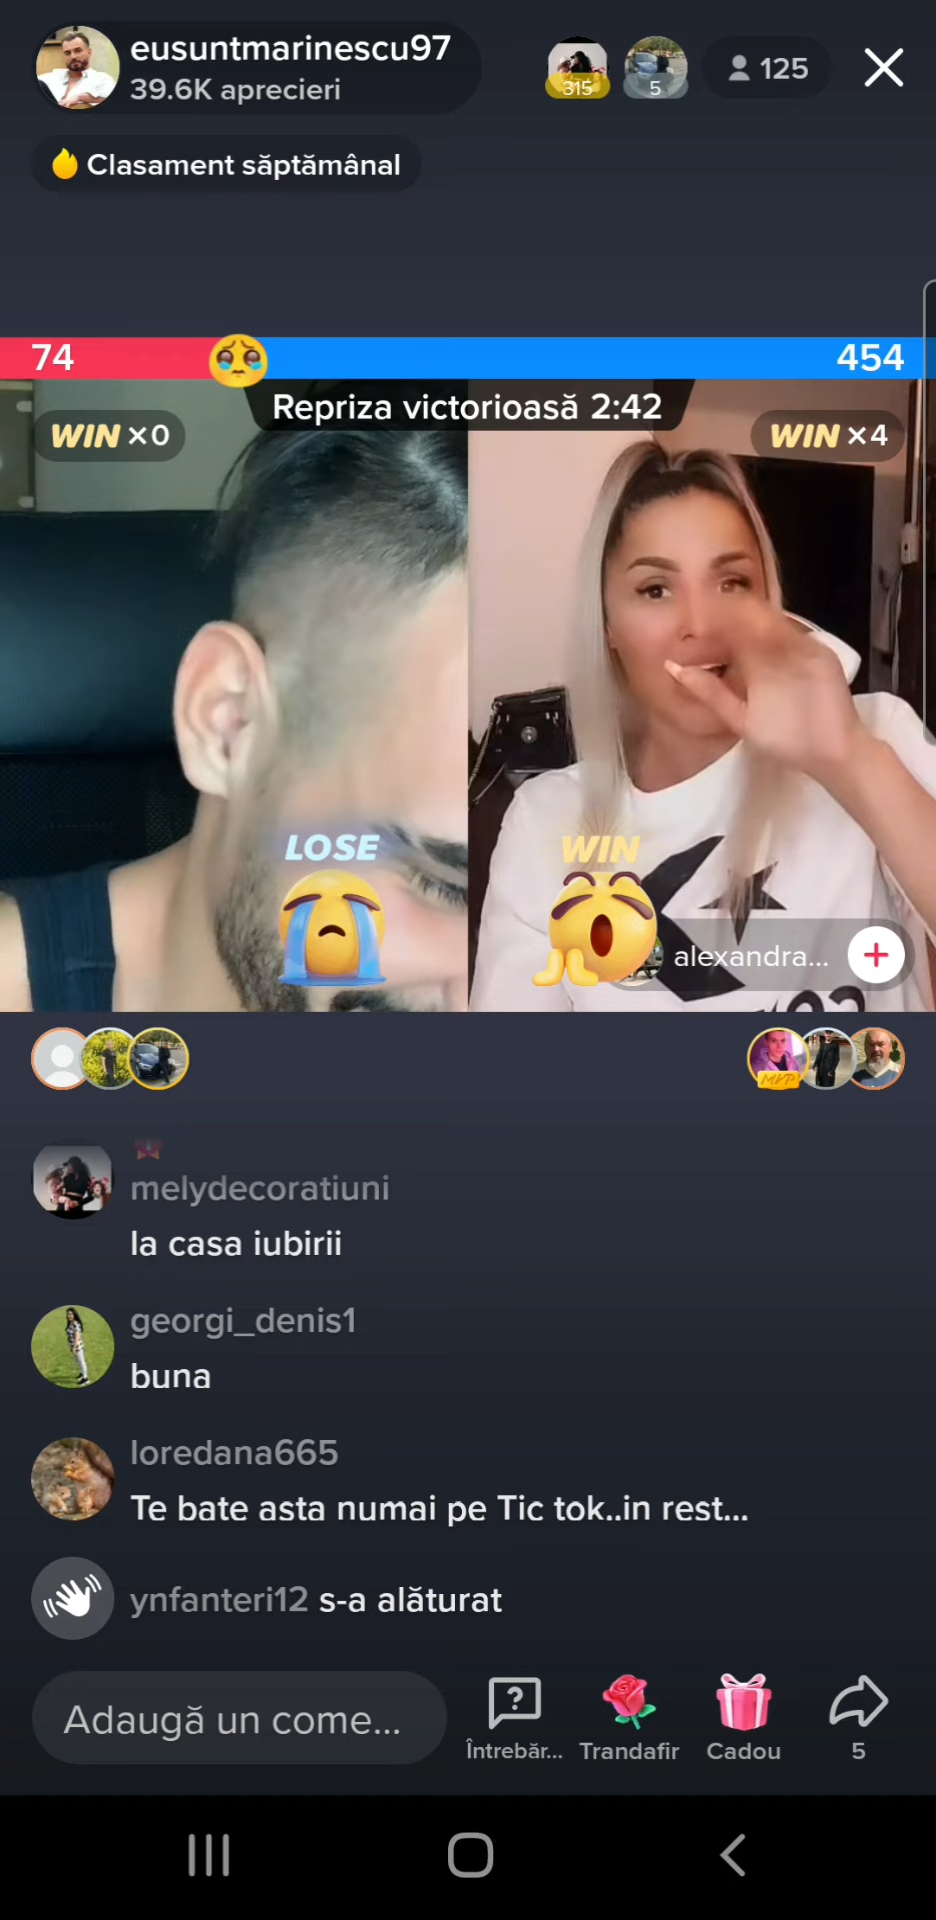 eusuntmarinescu97
39.6K aprecieri
315
5
125
Clasament săptămânal
74
454
Repriza victorioasă 2:42
WIN ×0
WIN ×4
LOSE
WIN
alexandra...
MVP
melydecoratiuni
la casa iubirii
georgi_denis1
buna
loredana665
Te bate asta numai pe Tic tok..in rest...
ynfanteri12 s-a alăturat
Adaugă un come...
Întrebăr...
Trandafir
Cadou
5